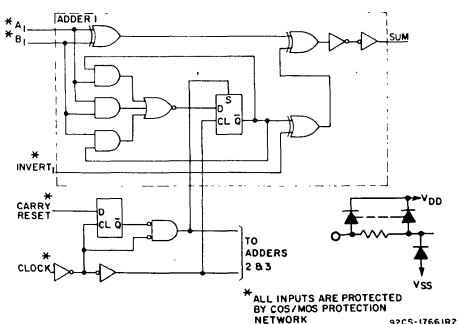 ADDER 1
* A1
* B1
SUM
S
D
CL Q̅
*
INVERT1
*
CARRY
RESET
D
CL Q̅
*
CLOCK
TO
ADDERS
2 & 3
VDD
VSS
* ALL INPUTS ARE PROTECTED
BY COS/MOS PROTECTION
NETWORK
92CS-17661R2